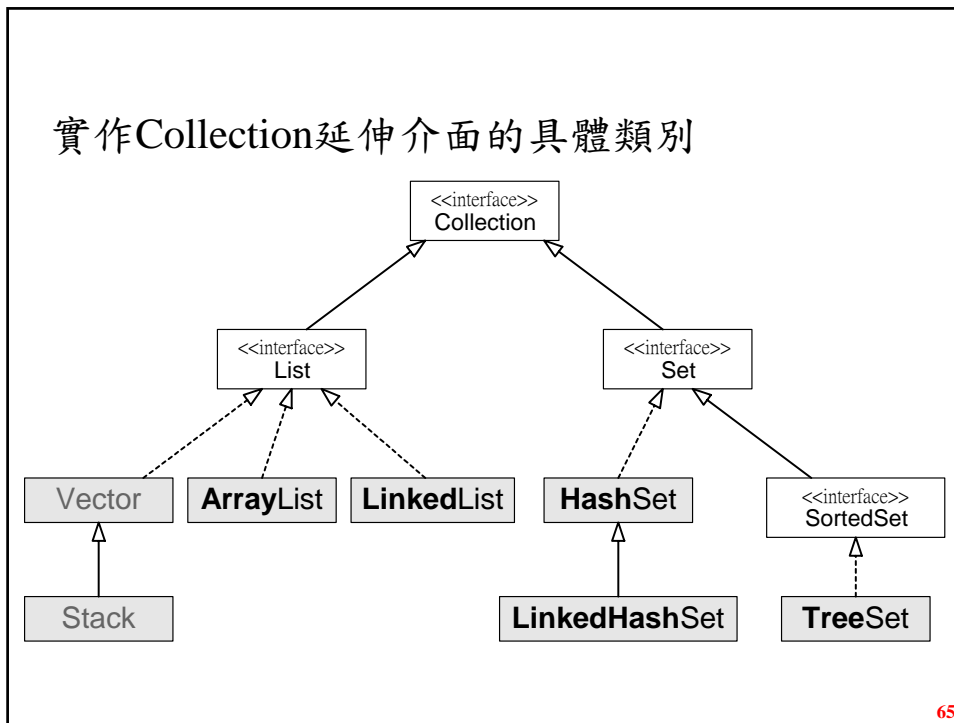 實作Collection延伸介面的具體類別
<<interface>>
Collection
<<interface>>
List
<<interface>>
Set
Vector
ArrayList
LinkedList
HashSet
<<interface>>
SortedSet
Stack
LinkedHashSet
TreeSet
65